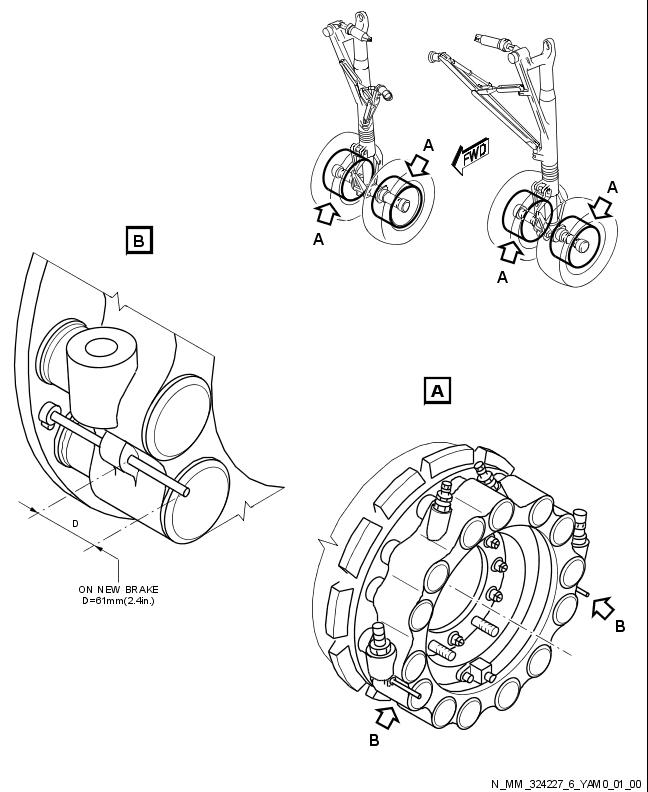 A
FWD
A
A
A
B
A
D
ON NEW BRAKE
D=61mm(2.4in.)
B
B
N_MM_324227_6_YAM0_01_00